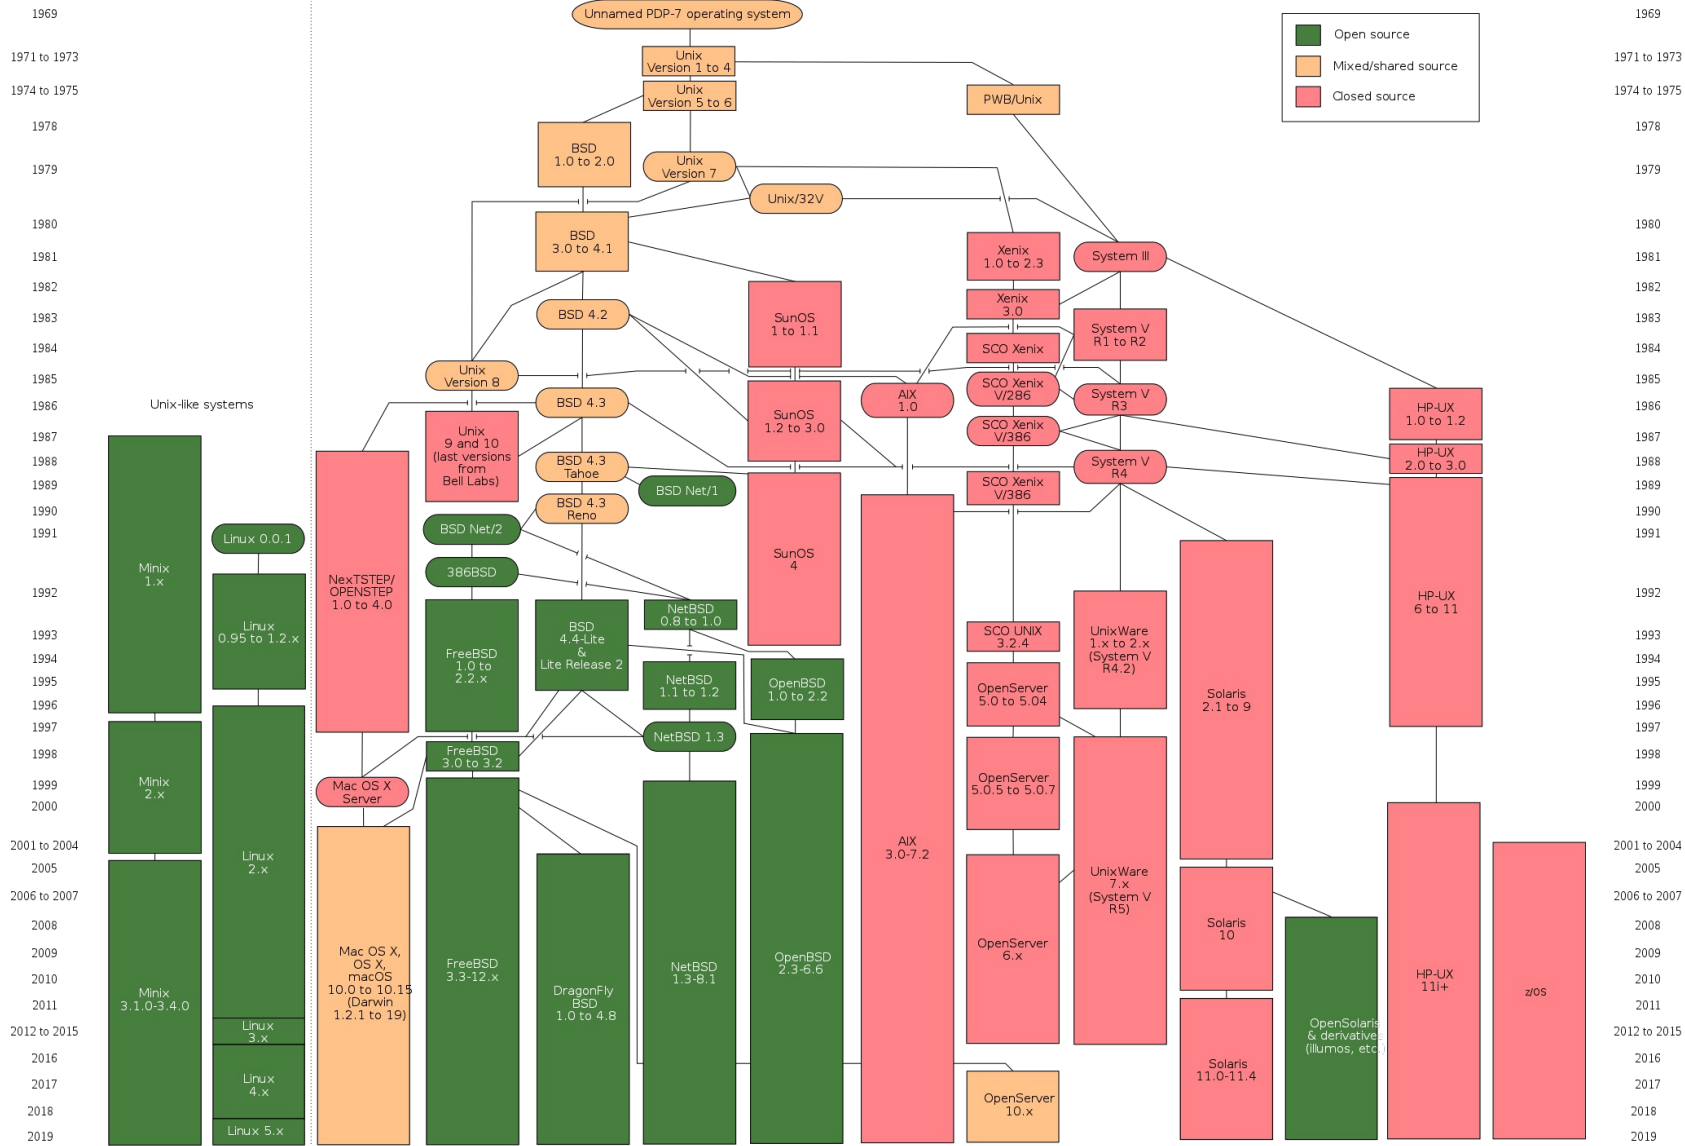 1969
Unnamed PDP-7 operating system
1969
Open source
Mixed/shared source
Closed source
1971 to 1973
Unix
Version 1 to 4
1971 to 1973
1974 to 1975
Unix
Version 5 to 6
PWB/Unix
1974 to 1975
1978
BSD
1.0 to 2.0
1978
1979
Unix
Version 7
1979
Unix/32V
1980
BSD
3.0 to 4.1
Xenix
1.0 to 2.3
1980
1981
System III
1981
1982
Xenix
3.0
1982
1983
BSD 4.2
SunOS
1 to 1.1
System V
R1 to R2
1983
1984
SCO Xenix
1984
1985
Unix
Version 8
SCO Xenix
V/286
1985
1986
Unix-like systems
BSD 4.3
AIX
1.0
System V
R3
HP-UX
1.0 to 1.2
1986
1987
Unix
9 and 10
(last versions
from
Bell Labs)
SunOS
1.2 to 3.0
SCO Xenix
V/386
1987
1988
BSD 4.3
Tahoe
System V
R4
HP-UX
2.0 to 3.0
1988
1989
BSD Net/1
SCO Xenix
V/386
1989
1990
BSD 4.3
Reno
1990
1991
Linux 0.0.1
BSD Net/2
1991
Minix
1.x
NexTSTEP/
OPENSTEP
1.0 to 4.0
386BSD
SunOS
4
1992
HP-UX
6 to 11
1992
1993
Linux
0.95 to 1.2.x
BSD
4.4-Lite
&
Lite Release 2
NetBSD
0.8 to 1.0
SCO UNIX
3.2.4
UnixWare
1.x to 2.x
(System V
R4.2)
1993
1994
FreeBSD
1.0 to
2.2.x
1994
1995
NetBSD
1.1 to 1.2
OpenBSD
1.0 to 2.2
OpenServer
5.0 to 5.04
Solaris
2.1 to 9
1995
1996
1996
1997
NetBSD 1.3
1997
1998
FreeBSD
3.0 to 3.2
1998
1999
Minix
2.x
Mac OS X
Server
OpenServer
5.0.5 to 5.0.7
1999
2000
2000
2001 to 2004
Linux
2.x
AIX
3.0-7.2
2001 to 2004
2005
2005
2006 to 2007
UnixWare
7.x
(System V
R5)
2006 to 2007
2008
Solaris
10
2008
2009
Mac OS X,
OS X,
macOS
10.0 to 10.15
(Darwin
1.2.1 to 19)
OpenServer
6.x
2009
2010
FreeBSD
3.3-12.x
NetBSD
1.3-8.1
OpenBSD
2.3-6.6
HP-UX
11i+
2010
2011
Minix
3.1.0-3.4.0
DragonFly
BSD
1.0 to 4.8
z/OS
2011
2012 to 2015
Linux
3.x
OpenSolaris
& derivatives
(illumos, etc.)
2012 to 2015
2016
Solaris
11.0-11.4
2016
2017
Linux
4.x
2017
2018
OpenServer
10.x
2018
2019
Linux 5.x
2019